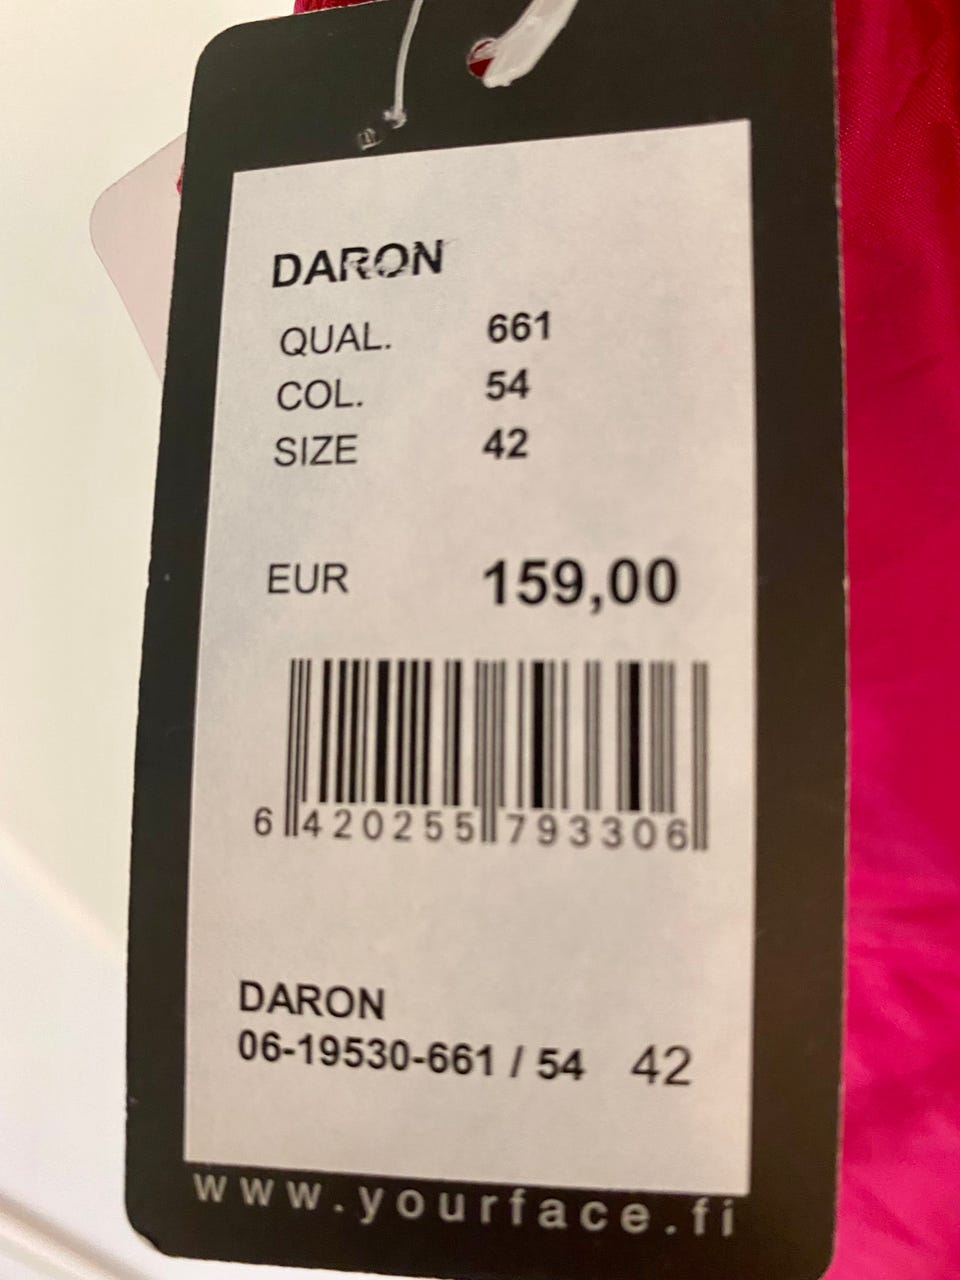 DARON
QUAL. 661
COL. 54
SIZE 42
EUR 159,00
6 420255 793306
DARON
06-19530-661 / 54 42
www.yourface.fi